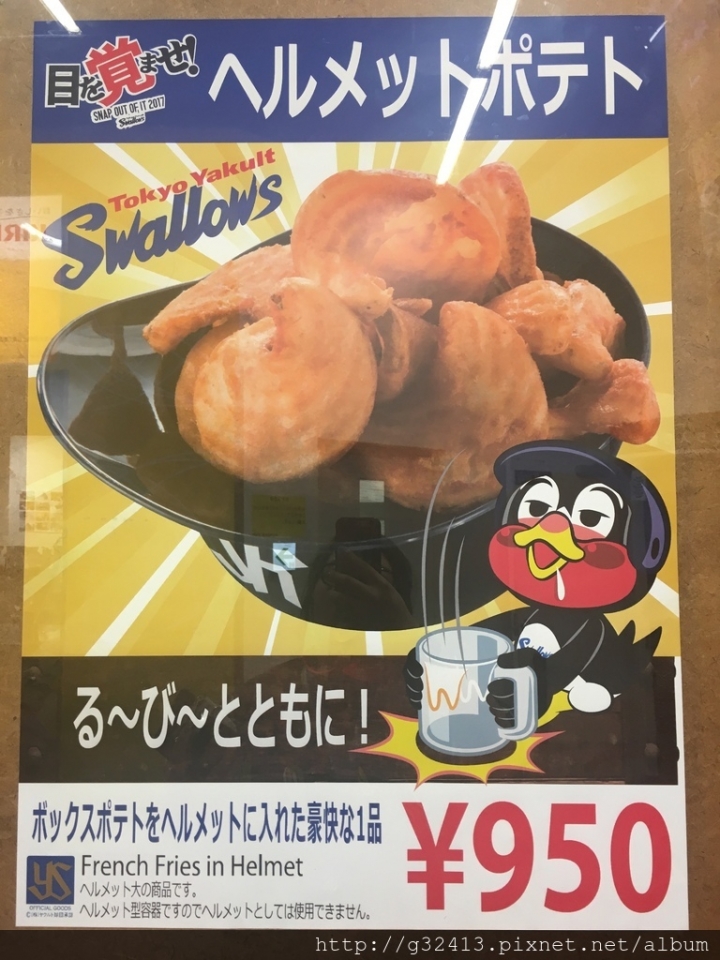 目を覚ませ!
SNAP OUT OF IT 2017
Swallows
ヘルメットポテト
Tokyo Yakult
Swallows
Swallows
る～び～とともに!
ボックスポテトをヘルメットに入れた豪快な1品
¥950
YS
OFFICIAL GOODS
French Fries in Helmet
ヘルメット大の商品です。
ヘルメット型容器ですのでヘルメットとしては使用できません。
http://g32413.pixnet.net/album